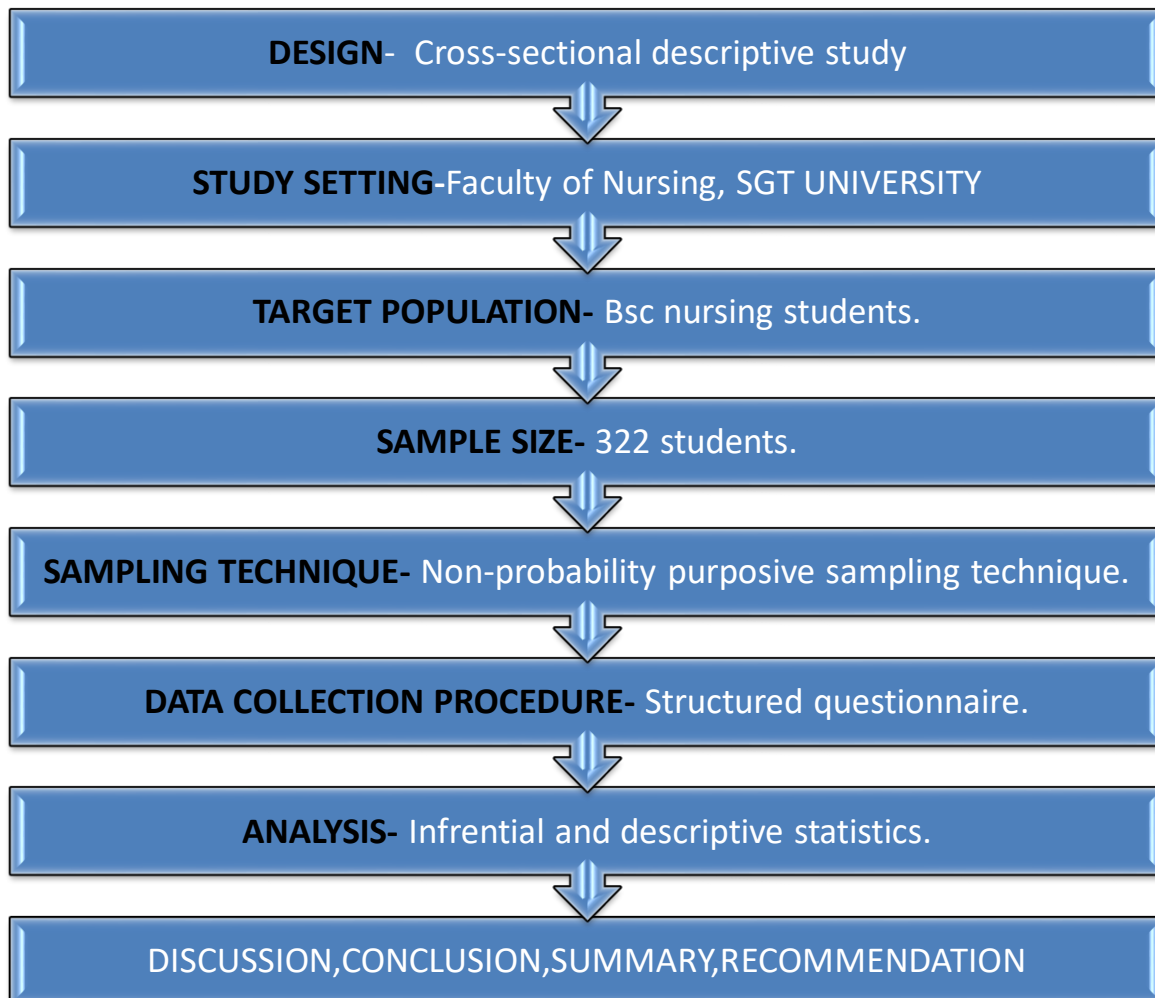 DESIGN-  Cross-sectional descriptive study
STUDY SETTING-Faculty of Nursing, SGT UNIVERSITY
TARGET POPULATION- Bsc nursing students.
SAMPLE SIZE- 322 students.
SAMPLING TECHNIQUE- Non-probability purposive sampling technique.
DATA COLLECTION PROCEDURE- Structured questionnaire.
ANALYSIS- Infrential and descriptive statistics.
DISCUSSION,CONCLUSION,SUMMARY,RECOMMENDATION